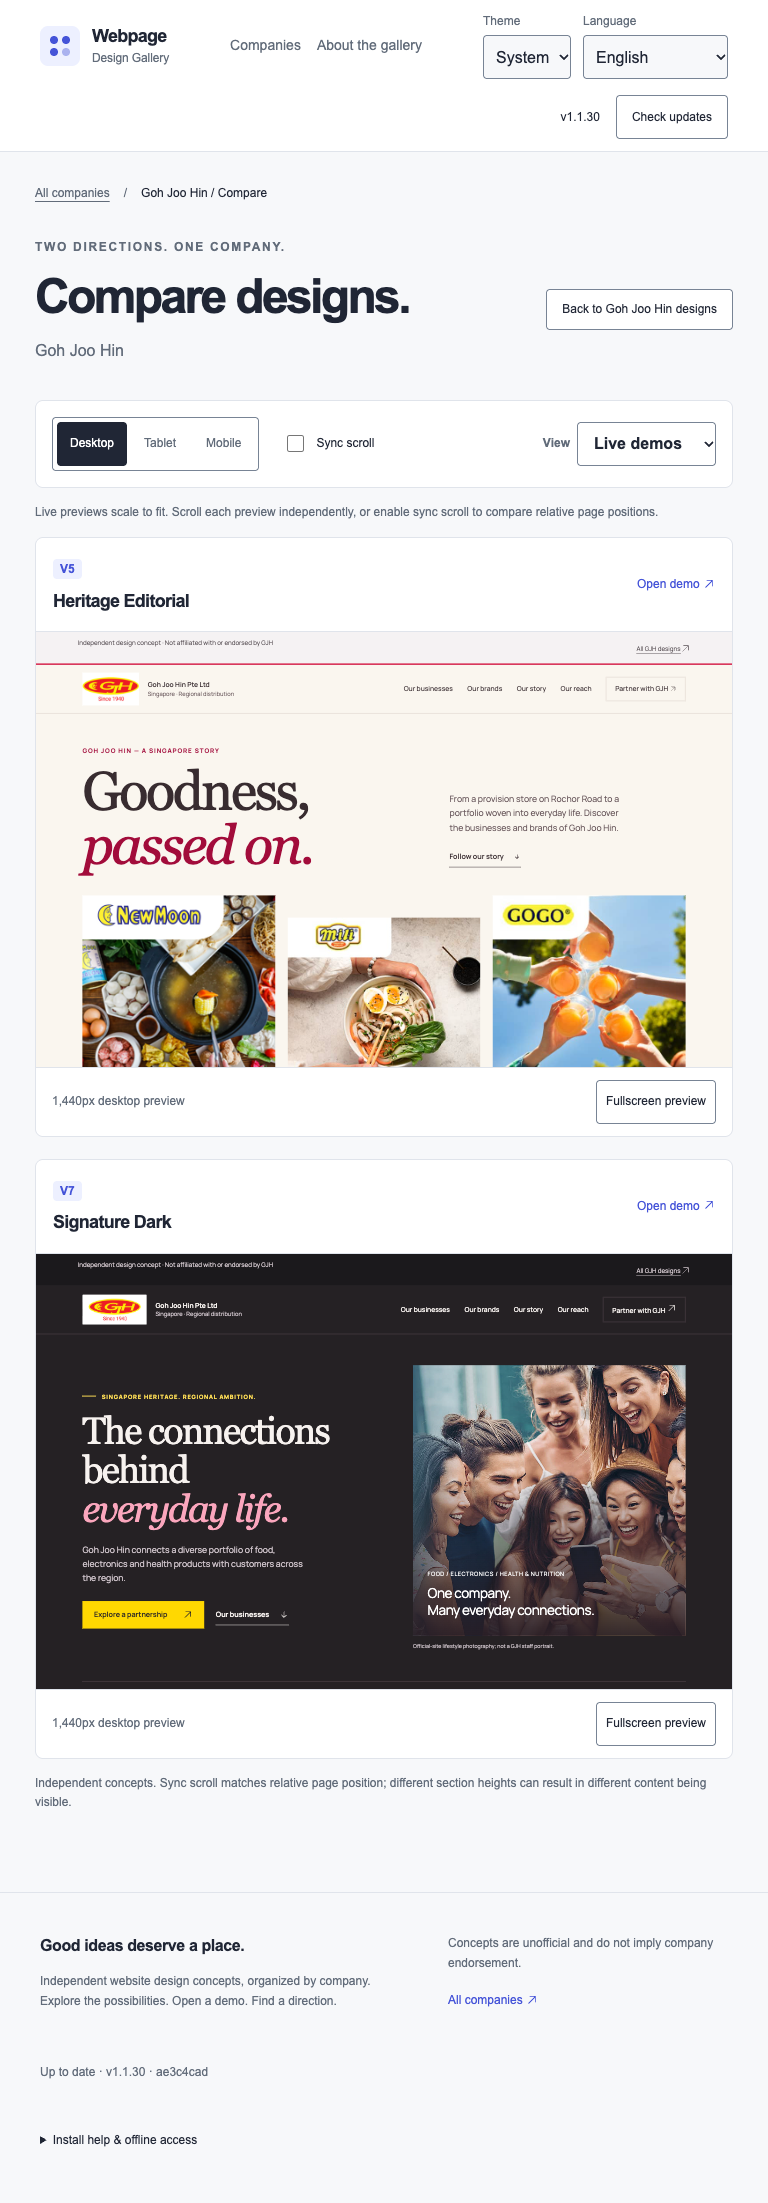 Webpage
Design Gallery
Companies
About the gallery
Theme
System
Language
English
v1.1.30
Check updates
All companies / Goh Joo Hin / Compare
TWO DIRECTIONS. ONE COMPANY.
Compare designs.
Goh Joo Hin
Back to Goh Joo Hin designs
Desktop
Tablet
Mobile
Sync scroll
View
Live demos
Live previews scale to fit. Scroll each preview independently, or enable sync scroll to compare relative page positions.
V5
Heritage Editorial
Open demo ↗
Independent design concept · Not affiliated with or endorsed by GJH
All GJH designs ↗
GJH
Since 1948
Goh Joo Hin Pte Ltd
Singapore · Regional distribution
Our businesses
Our brands
Our story
Our reach
Partner with GJH ↗
GOH JOO HIN — A SINGAPORE STORY
Goodness,
passed on.
From a provision store on Rochor Road to a
portfolio woven into everyday life. Discover
the businesses and brands of Goh Joo Hin.
Follow our story ↓
NewMoon
mili
GOGO®
1,440px desktop preview
Fullscreen preview
V7
Signature Dark
Open demo ↗
Independent design concept · Not affiliated with or endorsed by GJH
All GJH designs ↗
GJH
Since 1948
Goh Joo Hin Pte Ltd
Singapore · Regional distribution
Our businesses
Our brands
Our story
Our reach
Partner with GJH ↗
SINGAPORE HERITAGE. REGIONAL AMBITION.
The connections
behind
everyday life.
Goh Joo Hin connects a diverse portfolio of food,
electronics and health products with customers across
the region.
Explore a partnership ↗
Our businesses ↓
FOOD / ELECTRONICS / HEALTH & NUTRITION
One company.
Many everyday connections.
Official-site lifestyle photography; not a GJH staff portrait.
1,440px desktop preview
Fullscreen preview
Independent concepts. Sync scroll matches relative page position; different section heights can result in different content being
visible.
Good ideas deserve a place.
Independent website design concepts, organized by company.
Explore the possibilities. Open a demo. Find a direction.
Concepts are unofficial and do not imply company
endorsement.
All companies ↗
Up to date · v1.1.30 · ae3c4cad
Install help & offline access